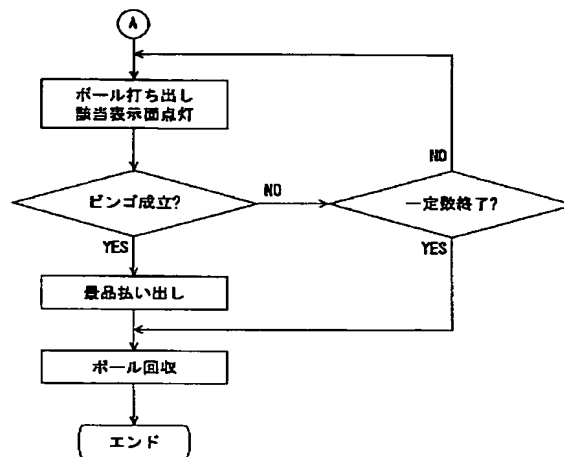 A
ボール打ち出し
該当表示面点灯
ビンゴ成立?
NO
一定数終了?
NO
YES
YES
景品払い出し
ボール回収
エンド